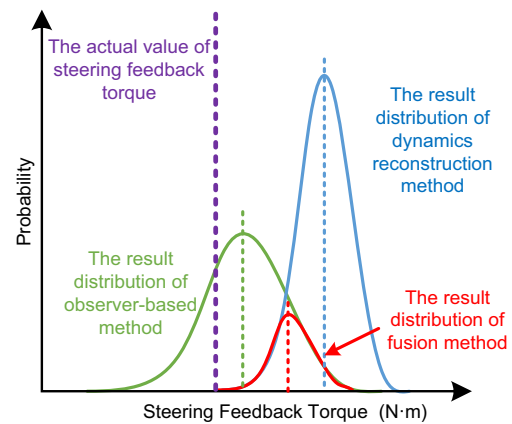 The actual value of
steering feedback
torque
The result
distribution of
dynamics
reconstruction
method
Probability
The result
distribution of
observer-based
method
The result
distribution of
fusion method
Steering Feedback Torque (N·m)